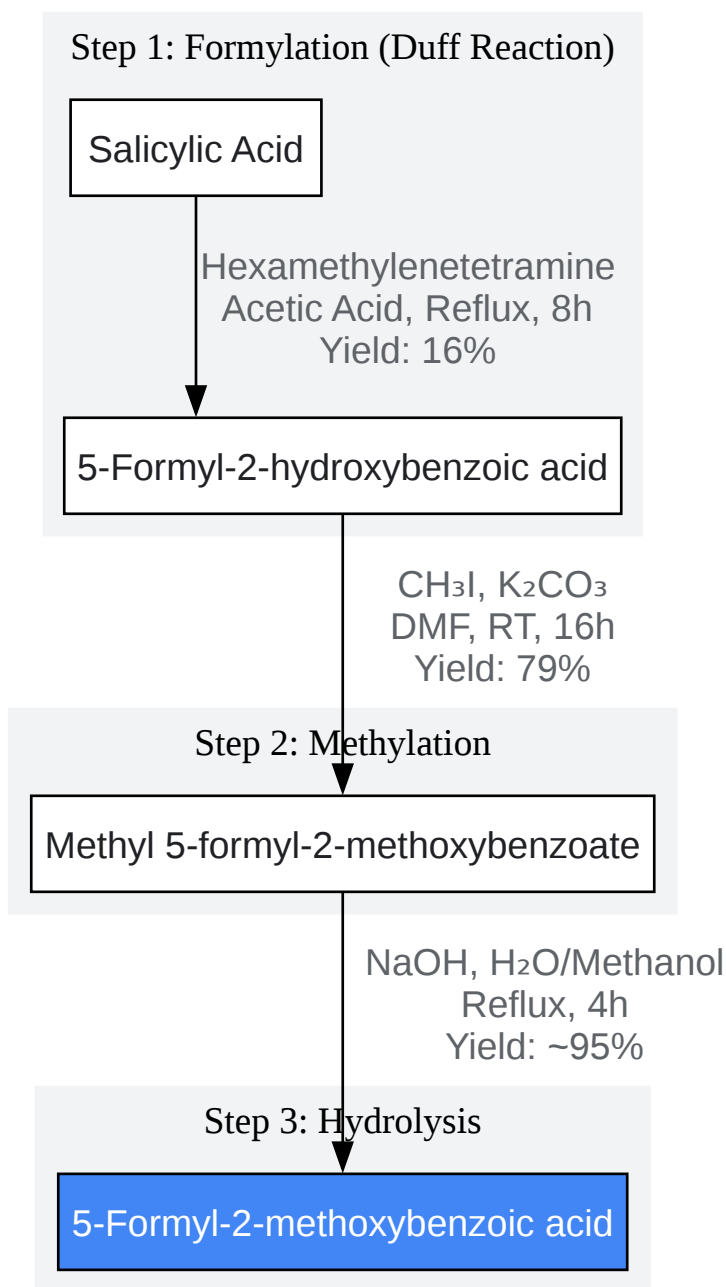 Step 1: Formylation (Duff Reaction)
Salicylic Acid
Hexamethylenetetramine
Acetic Acid, Reflux, 8h
Yield: 16%
5-Formyl-2-hydroxybenzoic acid
CH₃I, K₂CO₃
DMF, RT, 16h
Yield: 79%
Step 2: Methylation
Methyl 5-formyl-2-methoxybenzoate
NaOH, H₂O/Methanol
Reflux, 4h
Yield: ~95%
Step 3: Hydrolysis
5-Formyl-2-methoxybenzoic acid